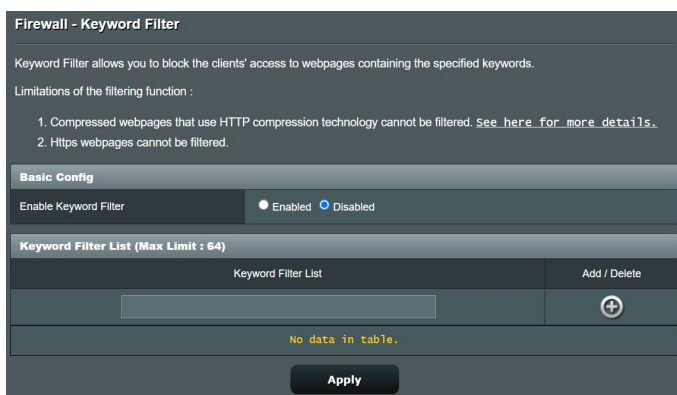 Firewall - Keyword Filter
Keyword Filter allows you to block the clients' access to webpages containing the specified keywords.
Limitations of the filtering function :
1. Compressed webpages that use HTTP compression technology cannot be filtered. See here for more details.
2. Https webpages cannot be filtered.
Basic Config
Enable Keyword Filter Enabled Disabled
Keyword Filter List (Max Limit : 64)
Keyword Filter List Add / Delete
No data in table.
Apply